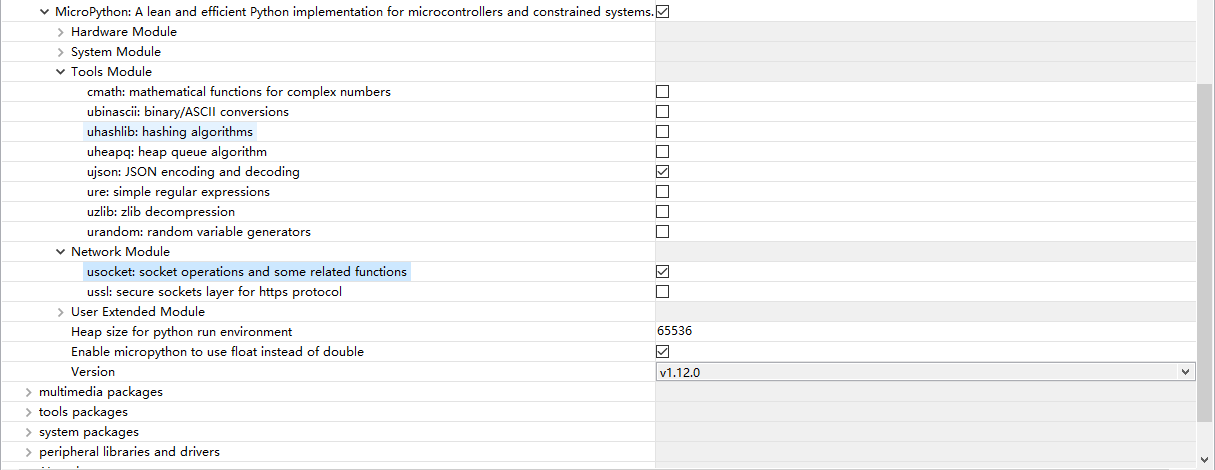 MicroPython: A lean and efficient Python implementation for microcontrollers and constrained systems.
Hardware Module
System Module
Tools Module
cmath: mathematical functions for complex numbers
ubinascii: binary/ASCII conversions
uhashlib: hashing algorithms
uheapq: heap queue algorithm
ujson: JSON encoding and decoding
ure: simple regular expressions
uzlib: zlib decompression
urandom: random variable generators
Network Module
usocket: socket operations and some related functions
ussl: secure sockets layer for https protocol
User Extended Module
Heap size for python run environment 65536
Enable micropython to use float instead of double
Version v1.12.0
multimedia packages
tools packages
system packages
peripheral libraries and drivers